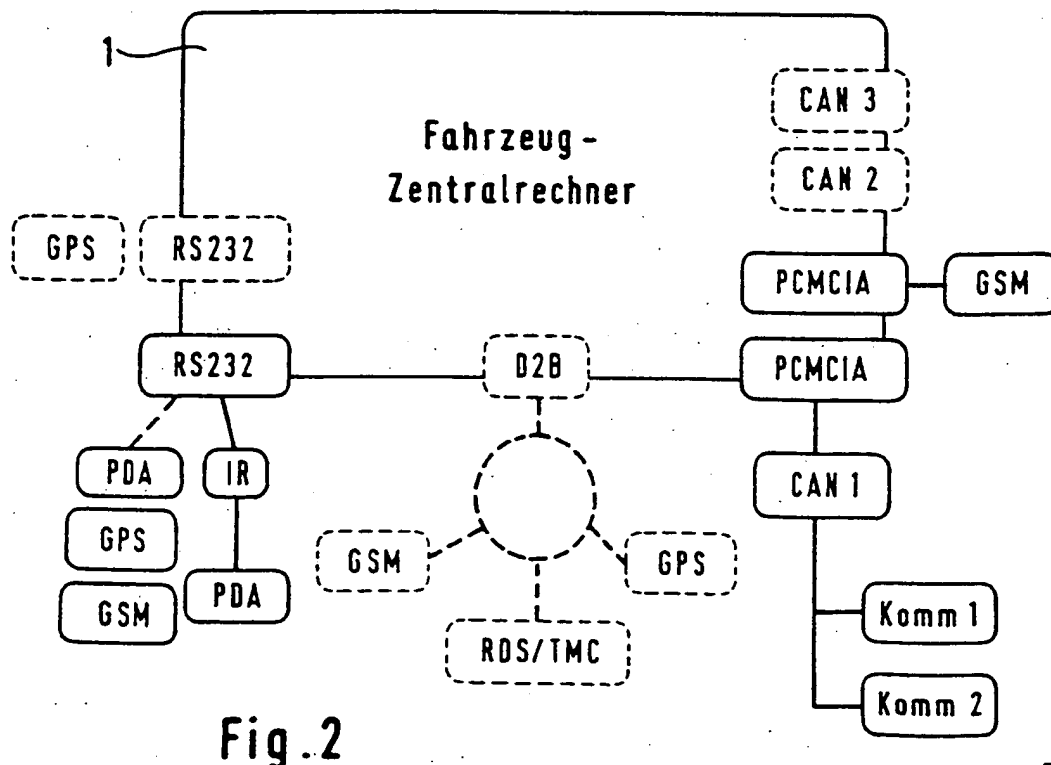 1
Fahrzeug-
Zentralrechner
CAN 3
CAN 2
GPS
RS232
PCMCIA
GSM
RS232
D2B
PCMCIA
PDA
IR
CAN 1
GPS
GSM
PDA
GSM
GPS
RDS/TMC
Komm 1
Komm 2
Fig.2